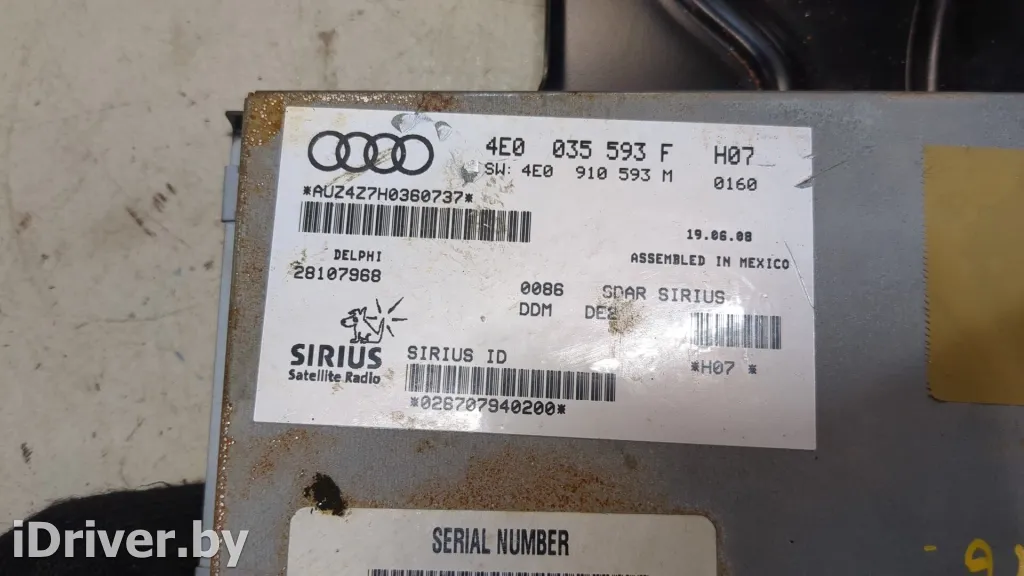 4E0 035 593 F H07
SW: 4E0 910 593 M 0160
*AUZ4Z7H0360737*
19.06.08
DELPHI
ASSEMBLED IN MEXICO
28107968
0086 SDAR SIRIUS
DDM
SIRIUS
Satellite Radio
SIRIUS ID
*H07 *
*026707940200*
SERIAL NUMBER
iDriver.by